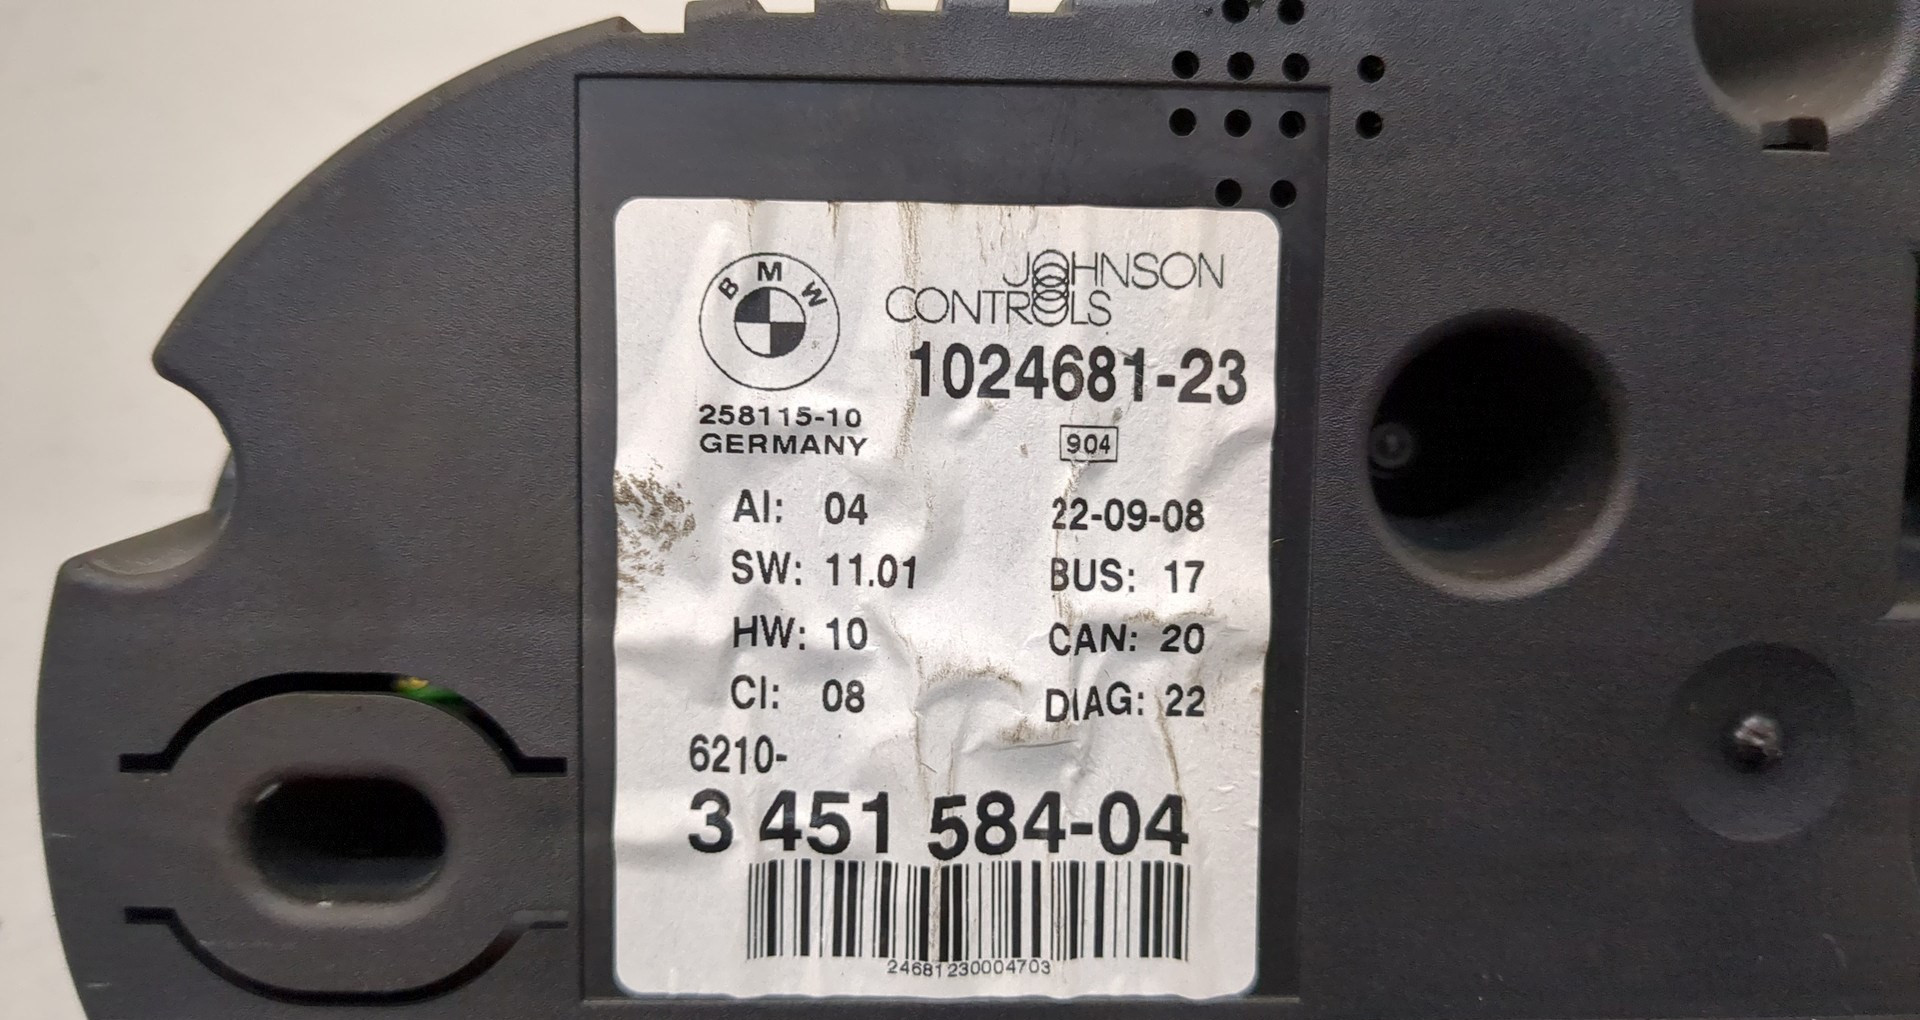 BMW
JOHNSON
CONTROLS
1024681-23
258115-10
GERMANY
904
AI: 04
22-09-08
SW: 11.01
BUS: 17
HW: 10
CAN: 20
CI: 08
DIAG: 22
6210-
3 451 584-04
24681230004703